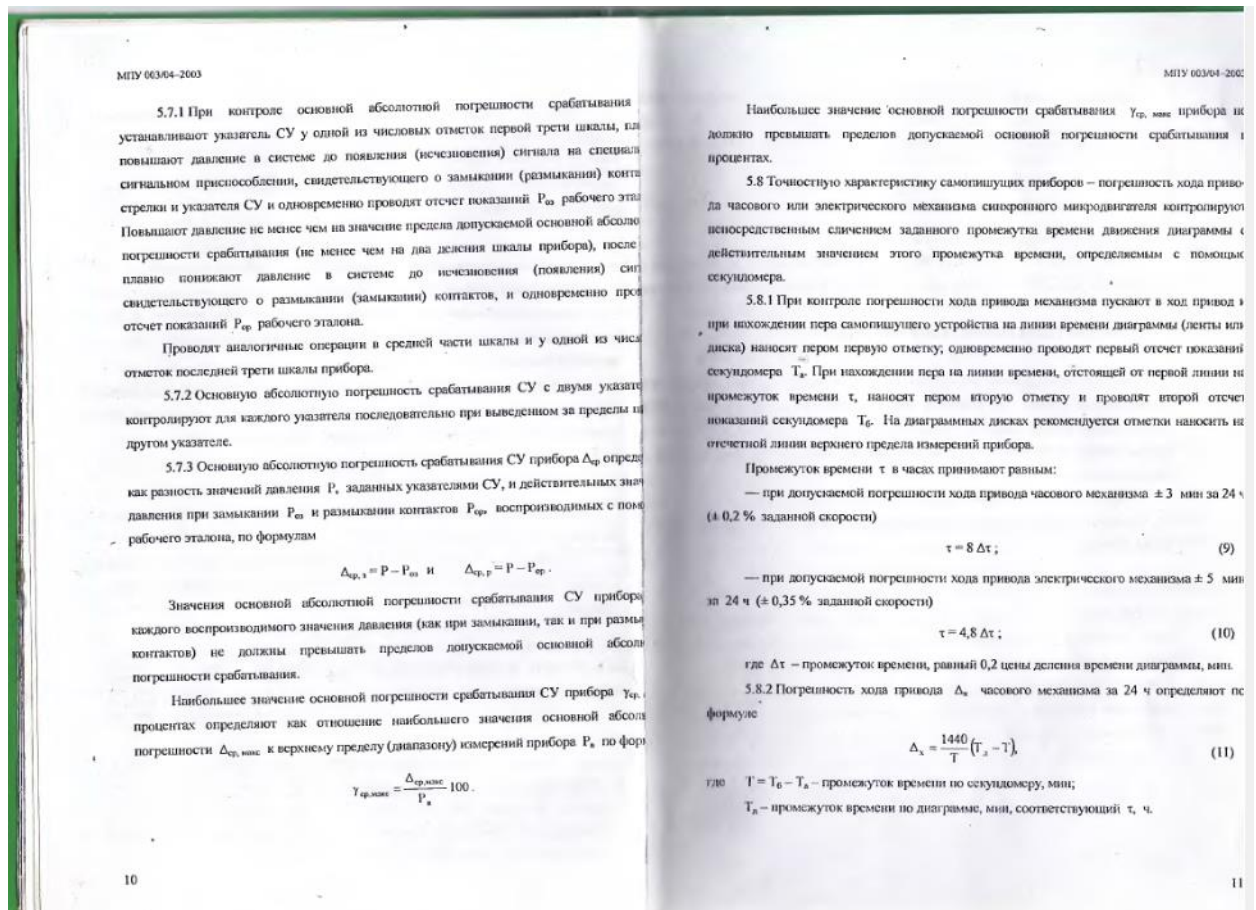 МПУ 003/04–2003
5.7.1 При контроле основной абсолютной погрешности срабатывания
устанавливают указатель СУ у одной из числовых отметок первой трети шкалы,
повышают давление в системе до появления (исчезновения) сигнала на
сигнальном приспособлении, свидетельствующего о замыкании (размыкании)
стрелки и указателя СУ и одновременно проводят отсчет показаний Pоз рабочего
Повышают давление не менее чем на значение предела допускаемой основной
погрешности срабатывания (не менее чем на два деления шкалы прибора), после
плавно понижают давление в системе до исчезновения (появления)
свидетельствующего о размыкании (замыкании) контактов, и одновременно
отсчет показаний Pор рабочего эталона.
Проводят аналогичные операции в средней части шкалы и у одной из
отметок последней трети шкалы прибора.
5.7.2 Основную абсолютную погрешность срабатывания СУ с двумя
контролируют для каждого указателя последовательно при выведенном за пределы
другом указателе.
5.7.3 Основную абсолютную погрешность срабатывания СУ прибора Δср
как разность значений давления P, заданных указателями СУ, и действительных
давления при замыкании Pоз и размыкании контактов Pор, воспроизводимых с
рабочего эталона, по формулам
Δср, з = P – Pоз и Δср, р = P – Pор .
Значения основной абсолютной погрешности срабатывания СУ прибора
каждого воспроизводимого значения давления (как при замыкании, так и при
контактов) не должны превышать пределов допускаемой основной
погрешности срабатывания.
Наибольшее значение основной погрешности срабатывания СУ прибора γср,
процентах определяют как отношение наибольшего значения основной
погрешности Δср, макс к верхнему пределу (диапазону) измерений прибора Pв по
γср.макс = Δср,макс / Pв 100 .
10
МПУ 003/04–2003
Наибольшее значение основной погрешности срабатывания γср, макс прибора не
должно превышать пределов допускаемой основной погрешности срабатывания в
процентах.
5.8 Точностную характеристику самопишущих приборов – погрешность хода приво-
да часового или электрического механизма синхронного микродвигателя контролируют
непосредственным сличением заданного промежутка времени движения диаграммы с
действительным значением этого промежутка времени, определяемым с помощью
секундомера.
5.8.1 При контроле погрешности хода привода механизма пускают в ход привод и
при нахождении пера самопишущего устройства на линии времени диаграммы (ленты или
диска) наносят пером первую отметку; одновременно проводят первый отсчет показаний
секундомера Tа. При нахождении пера на линии времени, отстоящей от первой линии на
промежуток времени τ, наносят пером вторую отметку и проводят второй отсчет
показаний секундомера Tб. На диаграммных дисках рекомендуется отметки наносить на
отсчетной линии верхнего предела измерений прибора.
Промежуток времени τ в часах принимают равным:
— при допускаемой погрешности хода привода часового механизма ± 3 мин за 24 ч
(± 0,2 % заданной скорости)
τ = 8 Δτ ; (9)
— при допускаемой погрешности хода привода электрического механизма ± 5 мин
за 24 ч (± 0,35 % заданной скорости)
τ = 4,8 Δτ ; (10)
где Δτ – промежуток времени, равный 0,2 цены деления времени диаграммы, мин.
5.8.2 Погрешность хода привода Δх часового механизма за 24 ч определяют по
формуле
Δх = 1440 / T (Tд – T), (11)
где T = Tб – Tа – промежуток времени по секундомеру, мин;
Tд – промежуток времени по диаграмме, мин, соответствующий τ, ч.
11